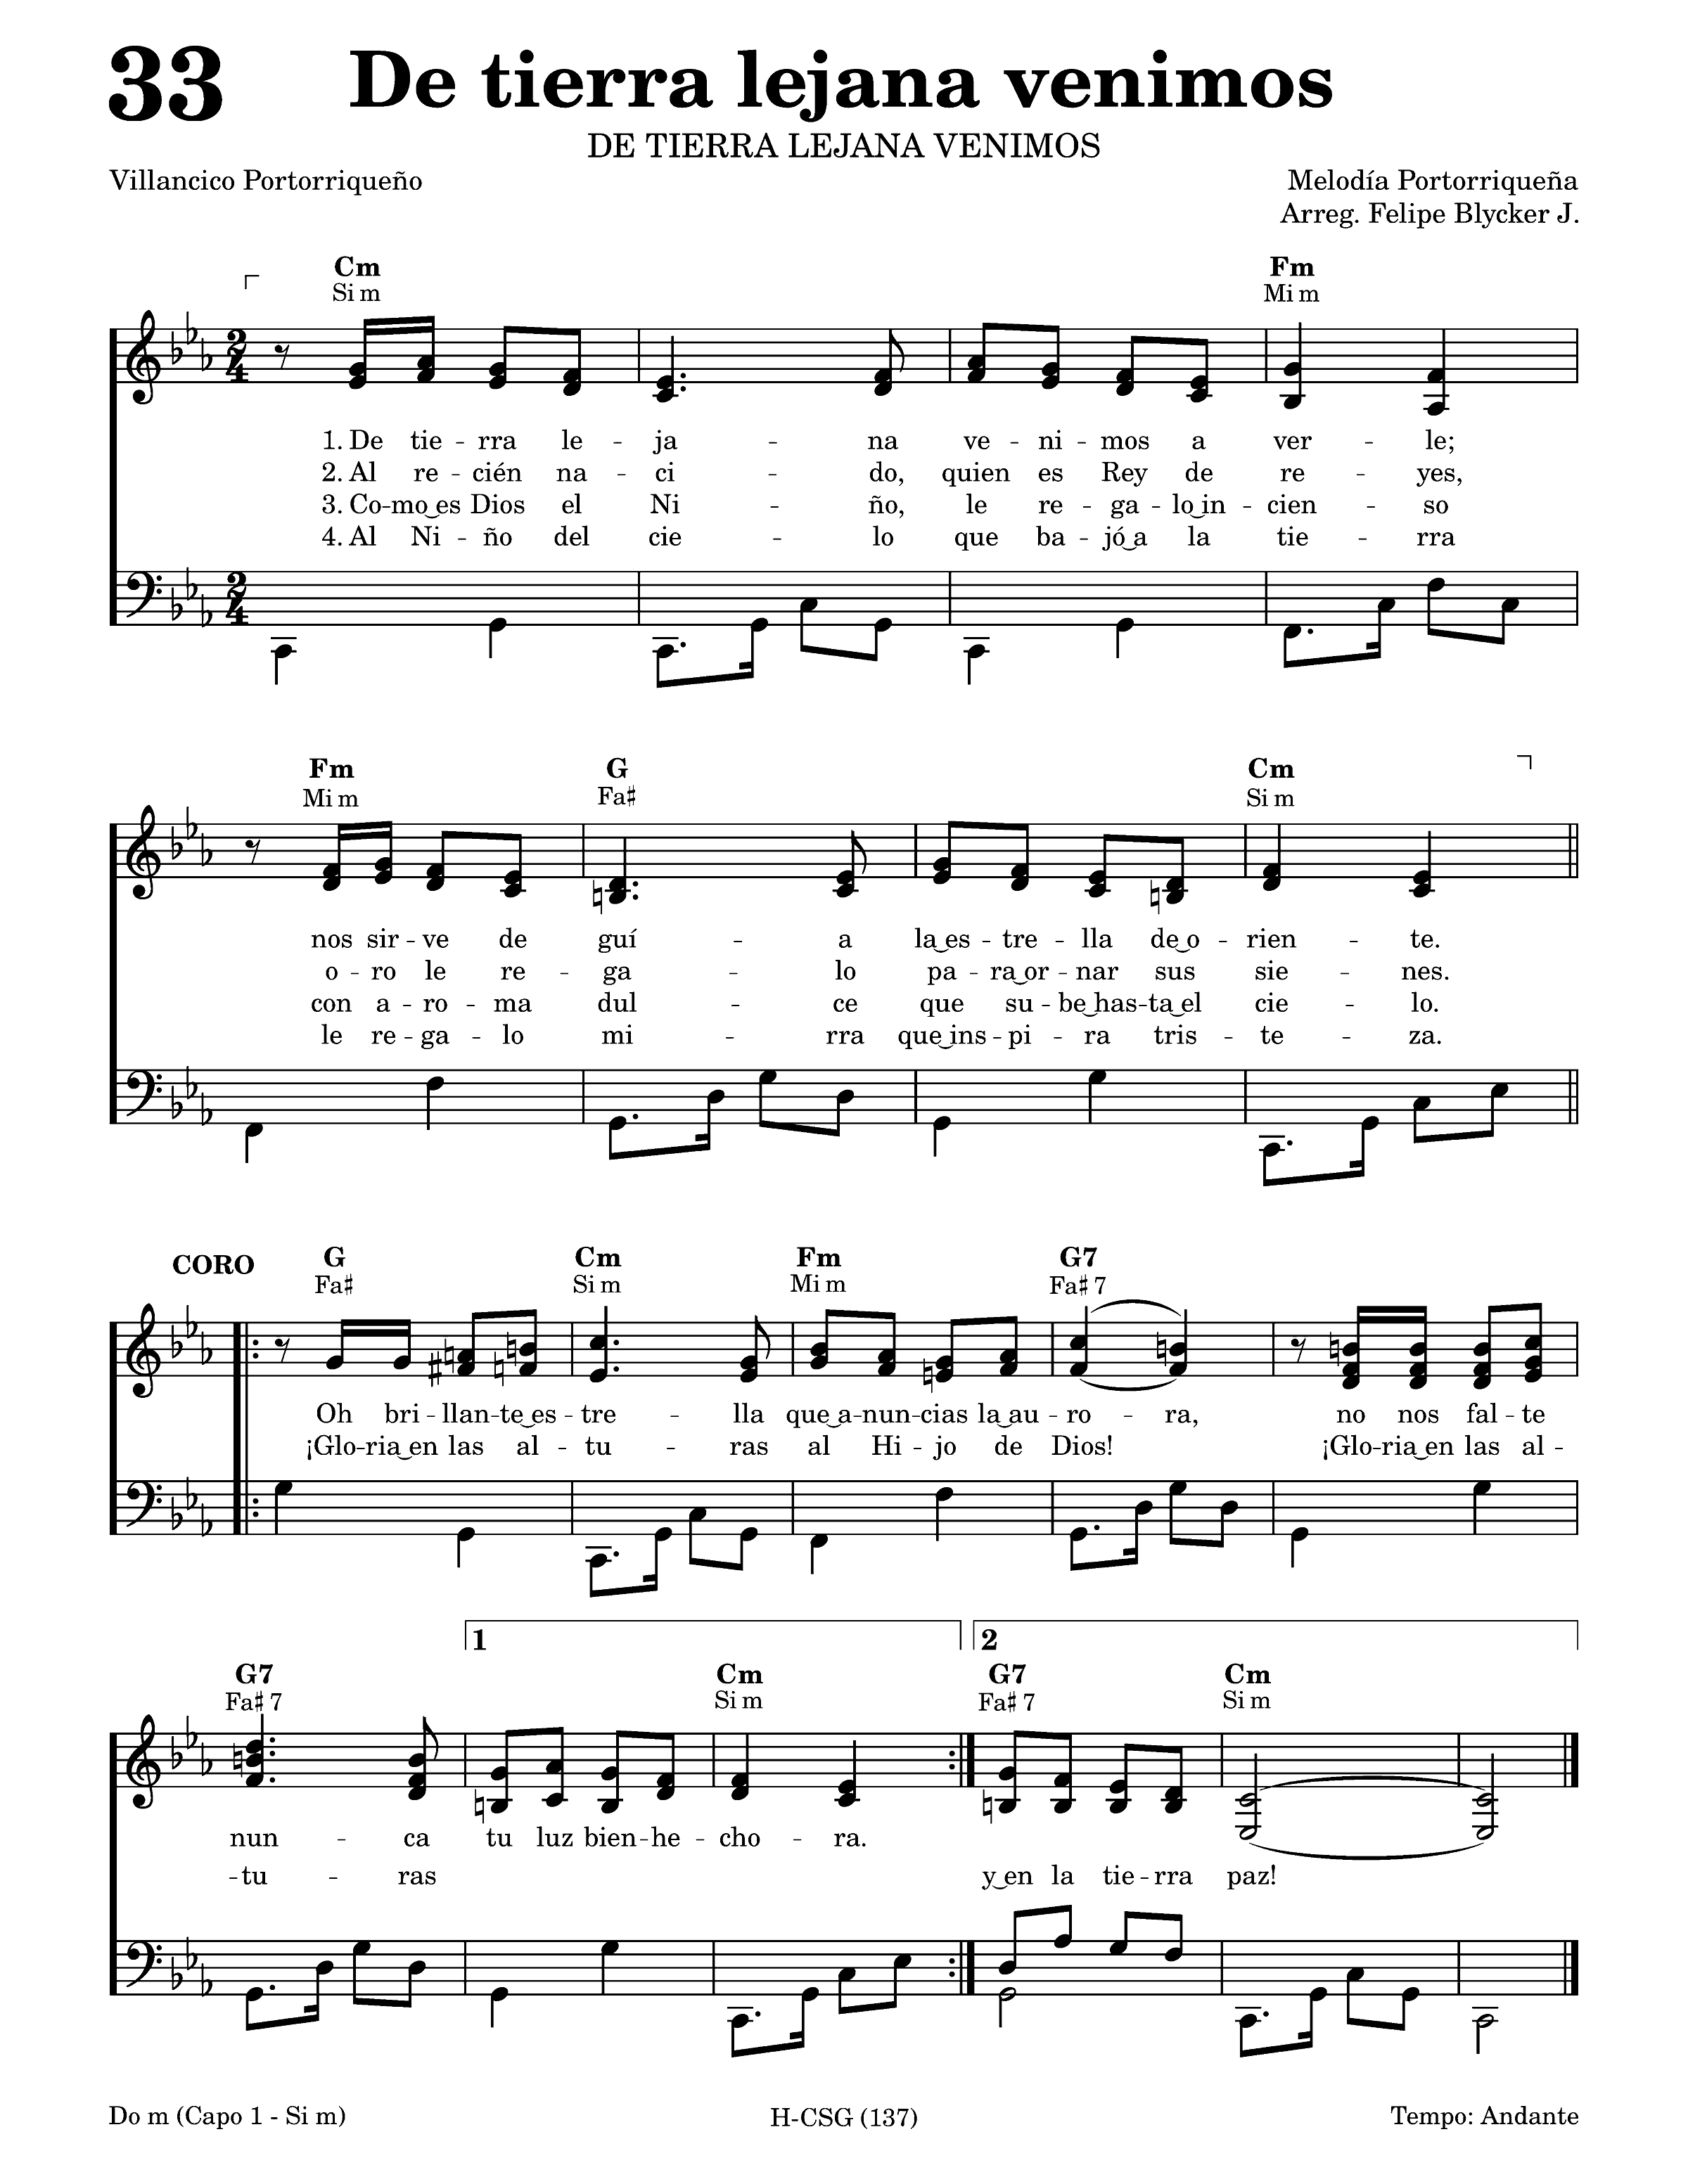 33 De tierra lejana venimos
DE TIERRA LEJANA VENIMOS
Villancico Portorriqueño Melodía Portorriqueña
Arreg. Felipe Blycker J.
Cm Fm
Si m Mi m
2 4
1. De tie -- rra le -- ja -- na ve -- ni -- mos a ver -- le;
2. Al re -- cién na -- ci -- do, quien es Rey de re -- yes,
3. Co -- mo es Dios el Ni -- ño, le re -- ga -- lo in -- cien -- so
4. Al Ni -- ño del cie -- lo que ba -- jó a la tie -- rra
2 4
Fm G Cm
Mi m Fa♯ Si m
nos sir -- ve de guí -- a la es -- tre -- lla de o -- rien -- te.
o -- ro le re -- ga -- lo pa -- ra or -- nar sus sie -- nes.
con a -- ro -- ma dul -- ce que su -- be has -- ta el cie -- lo.
le re -- ga -- lo mi -- rra que ins -- pi -- ra tris -- te -- za.
CORO G Cm Fm G7
Fa♯ Si m Mi m Fa♯ 7
Oh bri -- llan -- te es -- tre -- lla que a -- nun -- cias la au -- ro -- ra, no nos fal -- te
¡Glo -- ria en las al -- tu -- ras al Hi -- jo de Dios! ¡Glo -- ria en las al --
1 2
G7 Cm G7 Cm
Fa♯ 7 Si m Fa♯ 7 Si m
nun -- ca tu luz bien -- he -- cho -- ra.
-- tu -- ras y en la tie -- rra paz!
Do m (Capo 1 - Si m) H-CSG (137) Tempo: Andante